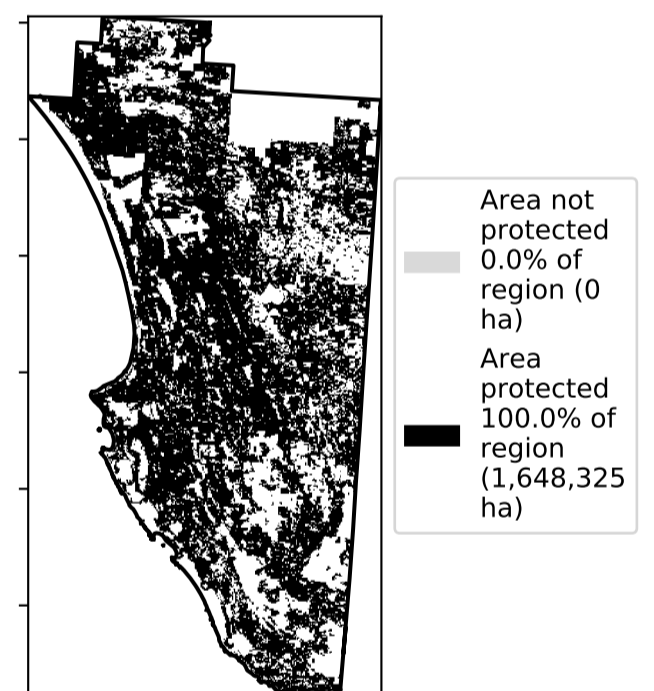 Area not
protected
0.0% of
region (0
ha)
Area
protected
100.0% of
region
(1,648,325
ha)